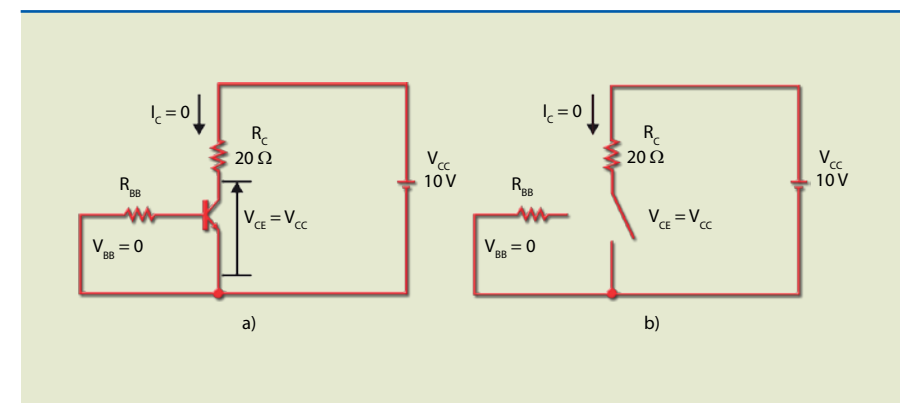 I_C = 0
R_C
20 Ω
V_CC
10 V
R_BB
V_CE = V_CC
V_BB = 0
a)
I_C = 0
R_C
20 Ω
V_CC
10 V
R_BB
V_CE = V_CC
V_BB = 0
b)